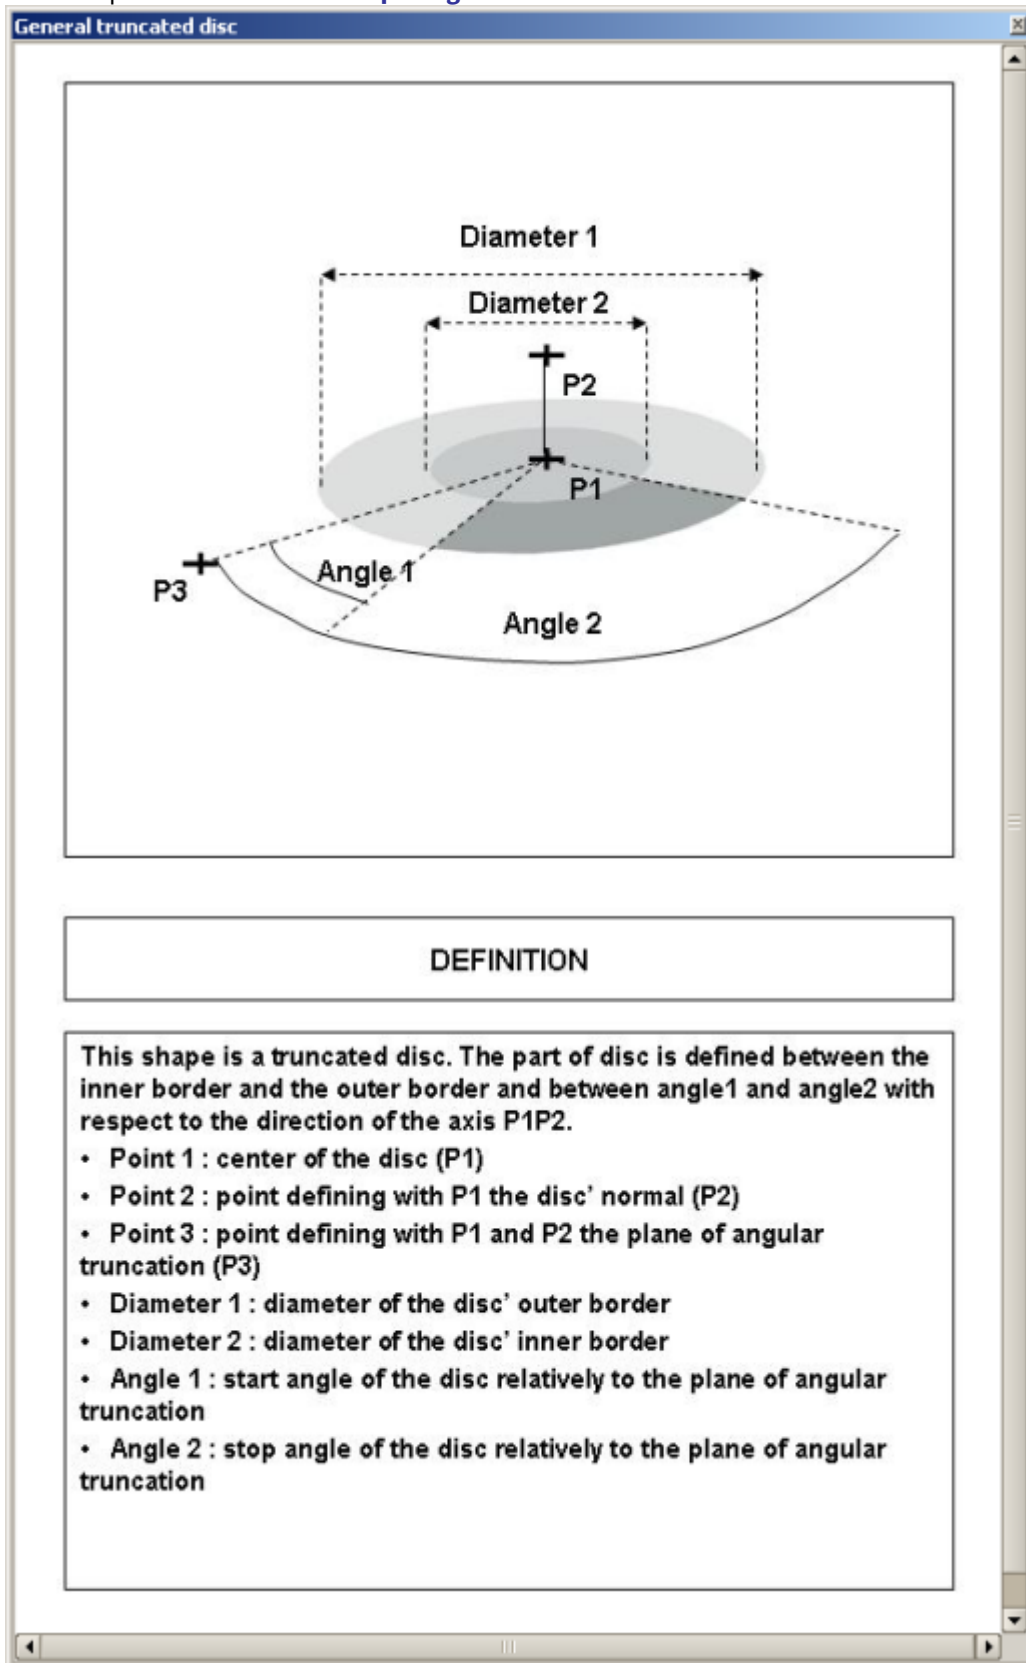 General truncated disc
Diameter 1
Diameter 2
P2
P1
Angle 1
P3
Angle 2
DEFINITION
This shape is a truncated disc. The part of disc is defined between the
inner border and the outer border and between angle1 and angle2 with
respect to the direction of the axis P1P2.
• Point 1 : center of the disc (P1)
• Point 2 : point defining with P1 the disc' normal (P2)
• Point 3 : point defining with P1 and P2 the plane of angular
truncation (P3)
• Diameter 1 : diameter of the disc' outer border
• Diameter 2 : diameter of the disc' inner border
• Angle 1 : start angle of the disc relatively to the plane of angular
truncation
• Angle 2 : stop angle of the disc relatively to the plane of angular
truncation